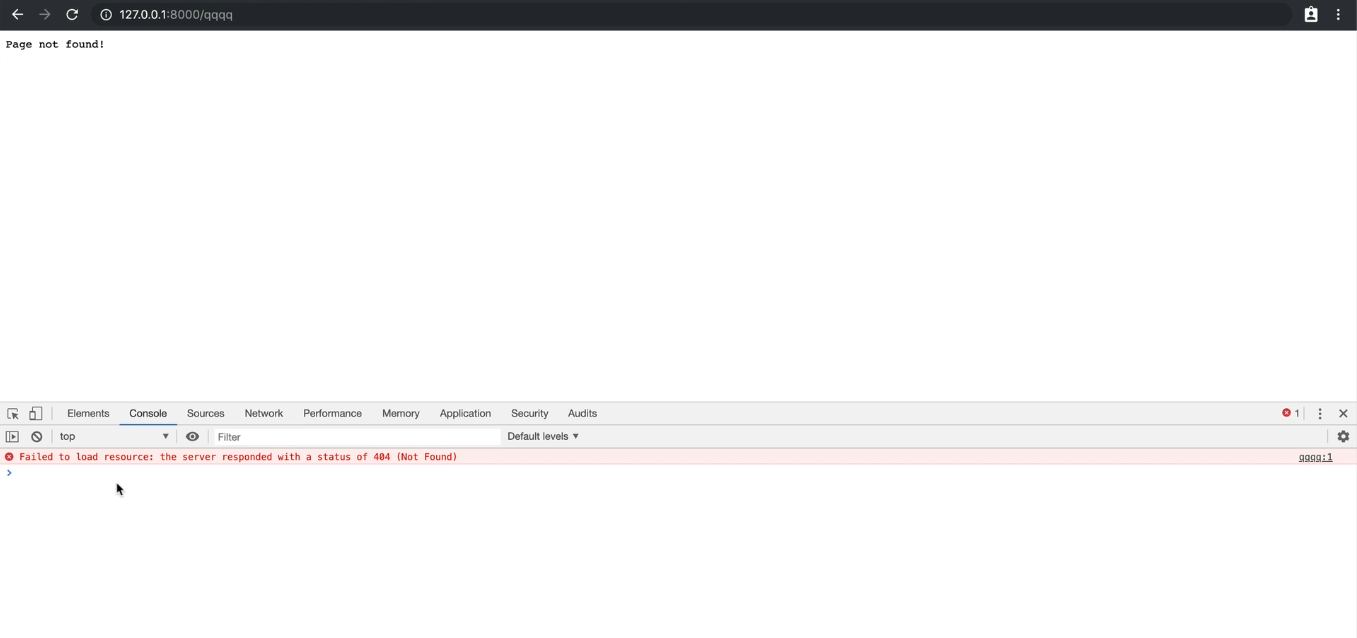 127.0.0.1:8000/qqqq
Page not found!
Elements Console Sources Network Performance Memory Application Security Audits 1
top Filter Default levels
Failed to load resource: the server responded with a status of 404 (Not Found) qqqq:1